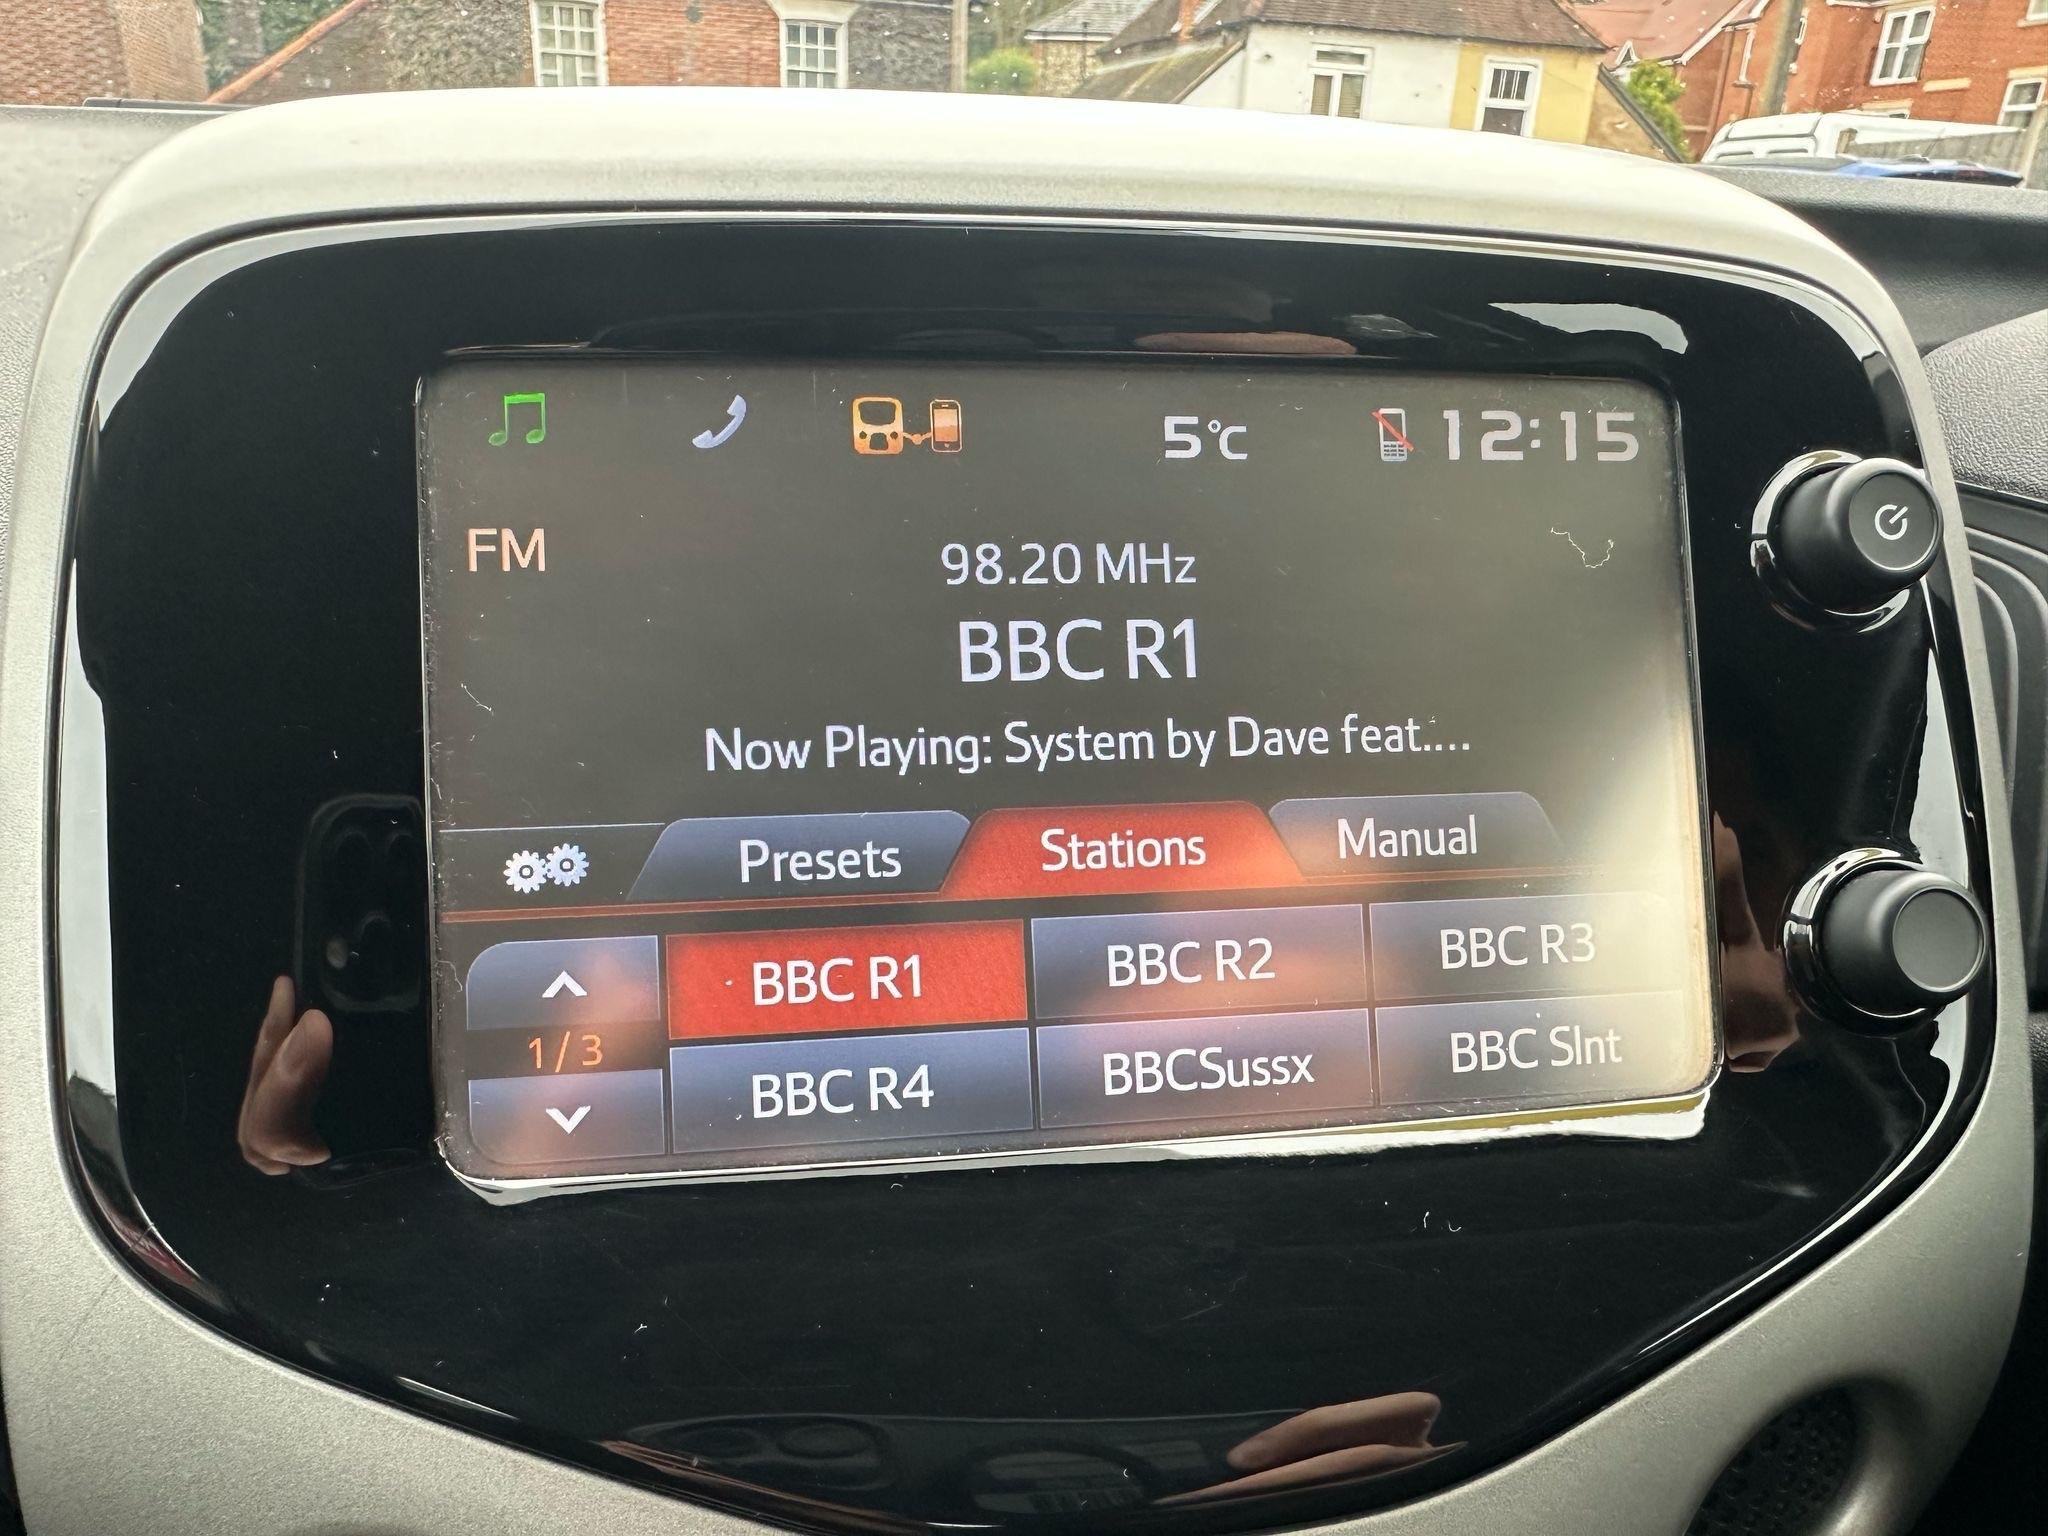 5°C
12:15
FM
98.20 MHz
BBC R1
Now Playing: System by Dave feat....
Presets
Stations
Manual
BBC R1
BBC R2
BBC R3
1/3
BBC R4
BBCSussx
BBC Slnt